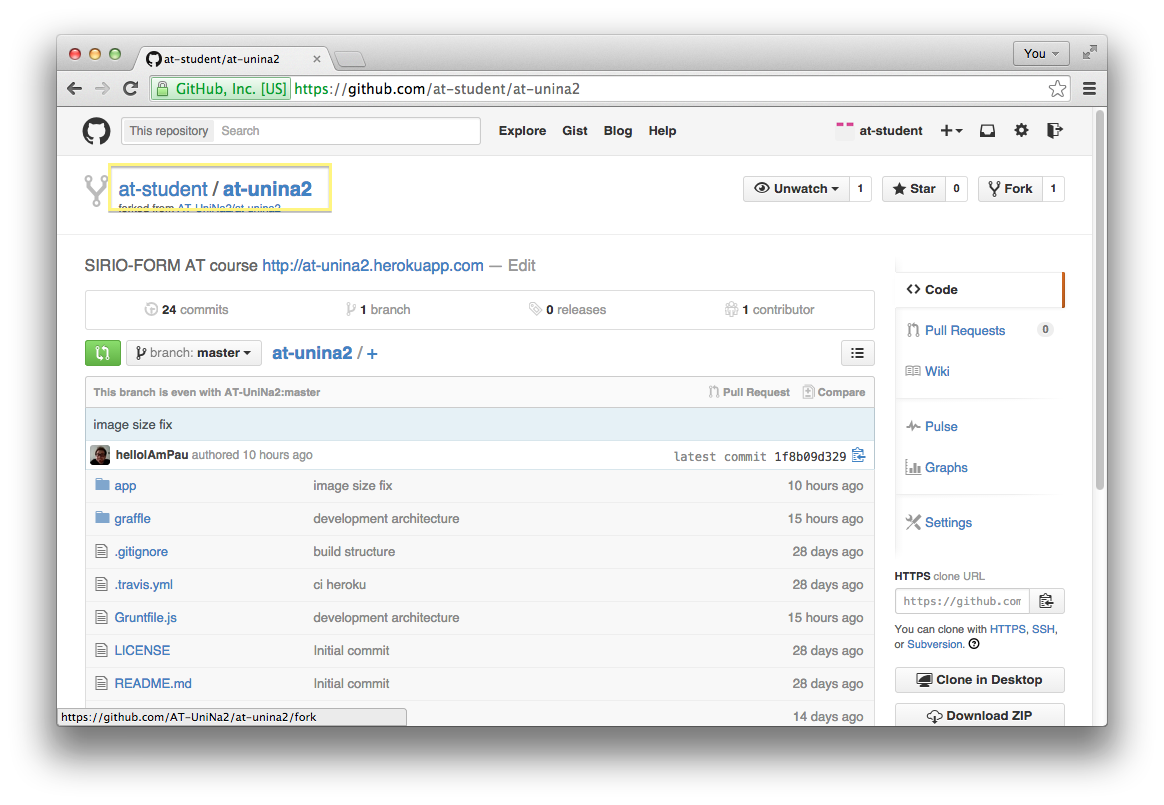 at-student/at-unina2
You
GitHub, Inc. [US] https://github.com/at-student/at-unina2
This repository Search Explore Gist Blog Help at-student
at-student / at-unina2 Unwatch 1 Star 0 Fork 1
forked from AT-UniNa2/at-unina2
SIRIO-FORM AT course http://at-unina2.herokuapp.com — Edit
24 commits 1 branch 0 releases 1 contributor
branch: master at-unina2 / +
This branch is even with AT-UniNa2:master Pull Request Compare
image size fix
helloIAmPau authored 10 hours ago latest commit 1f8b09d329
app image size fix 10 hours ago
graffle development architecture 15 hours ago
.gitignore build structure 28 days ago
.travis.yml ci heroku 28 days ago
Gruntfile.js development architecture 15 hours ago
LICENSE Initial commit 28 days ago
README.md Initial commit 28 days ago
14 days ago
https://github.com/AT-UniNa2/at-unina2/fork
Code
Pull Requests 0
Wiki
Pulse
Graphs
Settings
HTTPS clone URL
https://github.com
You can clone with HTTPS, SSH,
or Subversion.
Clone in Desktop
Download ZIP